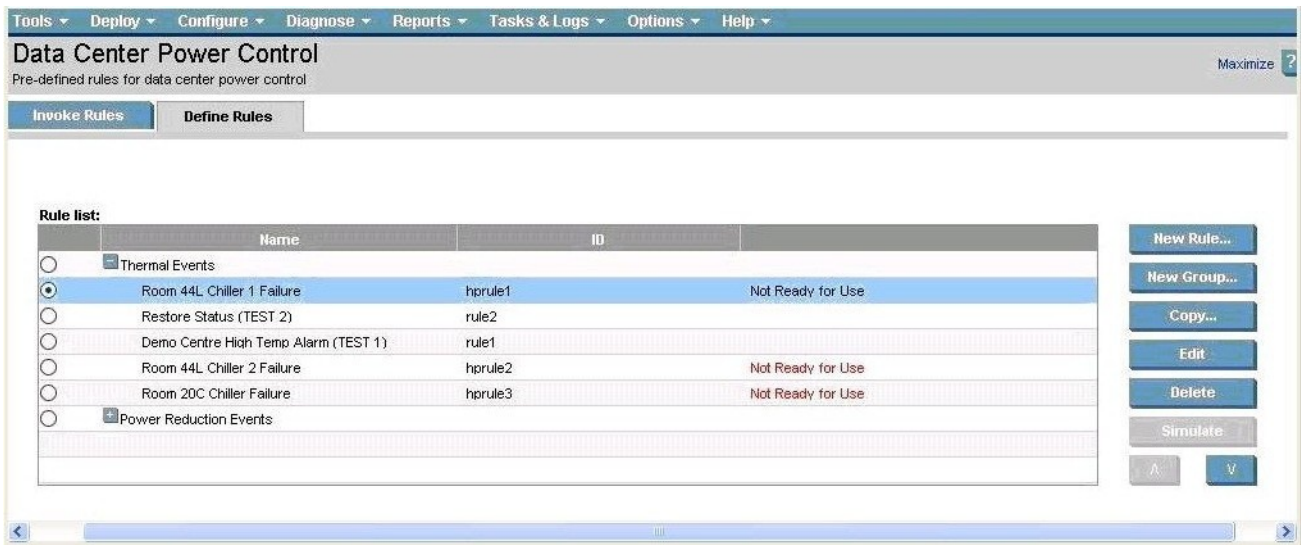 Tools Deploy Configure Diagnose Reports Tasks & Logs Options Help
Data Center Power Control
Maximize ?
Pre-defined rules for data center power control
Invoke Rules Define Rules
Rule list:
Name ID
Thermal Events
Room 44L Chiller 1 Failure hprule1 Not Ready for Use
Restore Status (TEST 2) rule2
Demo Centre High Temp Alarm (TEST 1) rule1
Room 44L Chiller 2 Failure hprule2 Not Ready for Use
Room 20C Chiller Failure hprule3 Not Ready for Use
Power Reduction Events
New Rule...
New Group...
Copy...
Edit
Delete
Simulate
Λ V